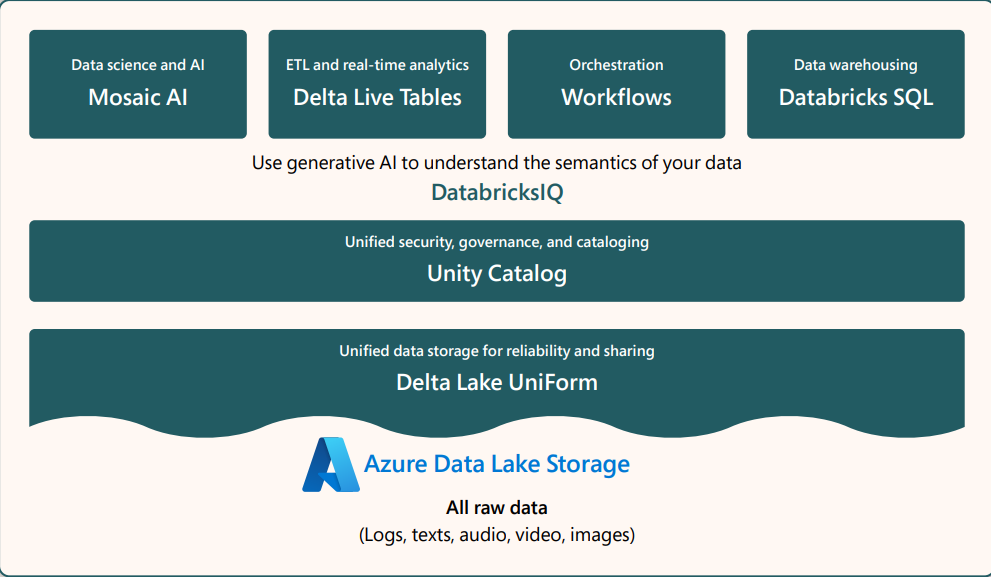 Data science and AI
Mosaic AI
ETL and real-time analytics
Delta Live Tables
Orchestration
Workflows
Data warehousing
Databricks SQL
Use generative AI to understand the semantics of your data
DatabricksIQ
Unified security, governance, and cataloging
Unity Catalog
Unified data storage for reliability and sharing
Delta Lake UniForm
Azure Data Lake Storage
All raw data
(Logs, texts, audio, video, images)